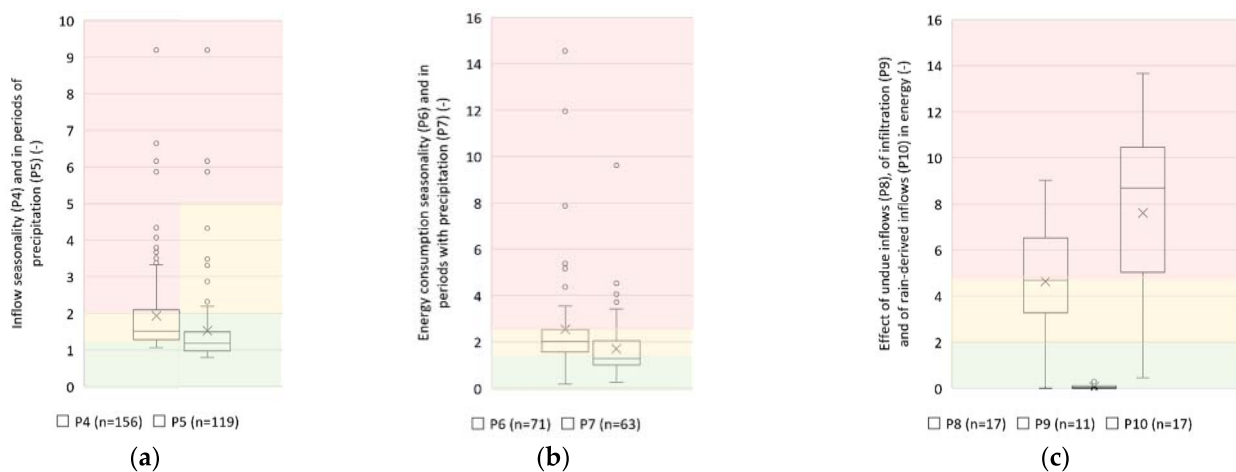 Inflow seasonality (P4) and in periods of
precipitation (P5) (-)
10
9
8
7
6
5
4
3
2
1
0
P4 (n=156) P5 (n=119)
(a)
Energy consumption seasonality (P6) and in
periods with precipitation (P7) (-)
16
14
12
10
8
6
4
2
0
P6 (n=71) P7 (n=63)
(b)
Effect of undue inflows (P8), of infiltration (P9)
and of rain-derived inflows (P10) in energy (-)
16
14
12
10
8
6
4
2
0
P8 (n=17) P9 (n=11) P10 (n=17)
(c)